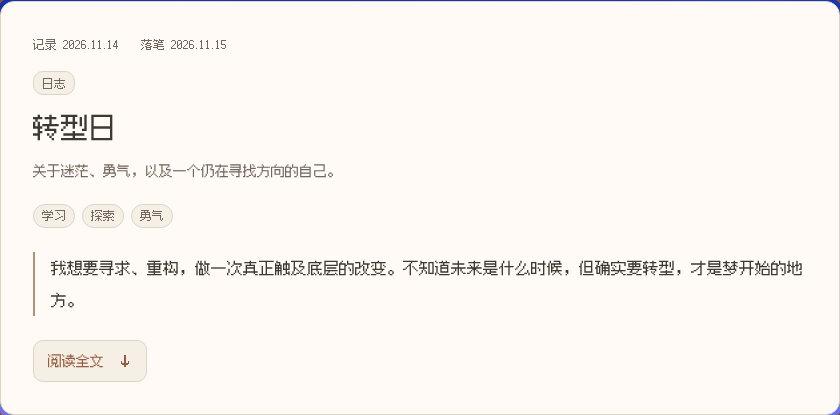 记录 2026.11.14 落笔 2026.11.15
日志
转型日
关于迷茫、勇气，以及一个仍在寻找方向的自己。
学习 探索 勇气
我想要寻求、重构，做一次真正触及底层的改变。不知道未来是什么时候，但确实要转型，才是梦开始的地
方。
阅读全文 ↓